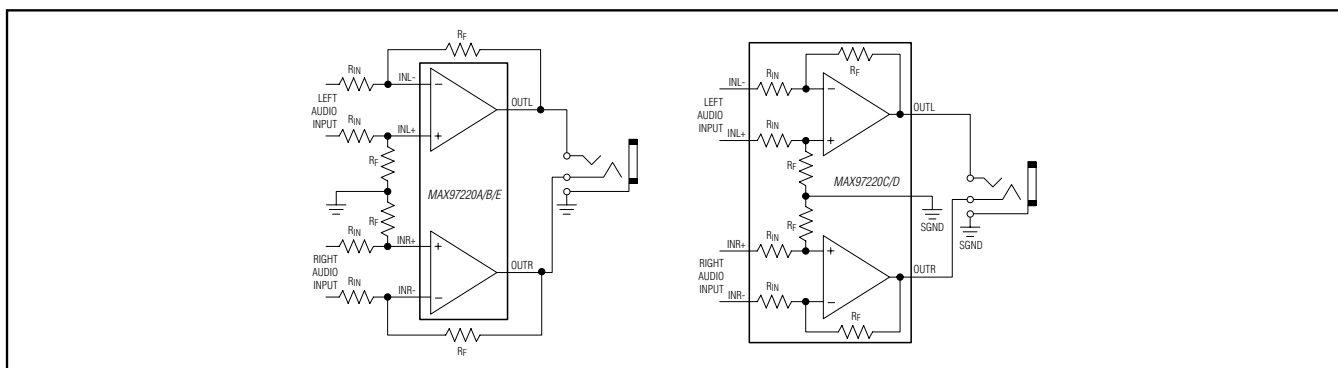 RF
RIN
INL-
LEFT
AUDIO
INPUT
OUTL
RIN
INL+
RF
MAX97220A/B/E
RF
RIN
INR+
RIGHT
AUDIO
INPUT
OUTR
RIN
INR-
RF
INL-
RIN
RF
LEFT
AUDIO
INPUT
OUTL
INL+
RIN
RF
MAX97220C/D
SGND
SGND
RF
INR+
RIN
RIGHT
AUDIO
INPUT
OUTR
INR-
RIN
RF